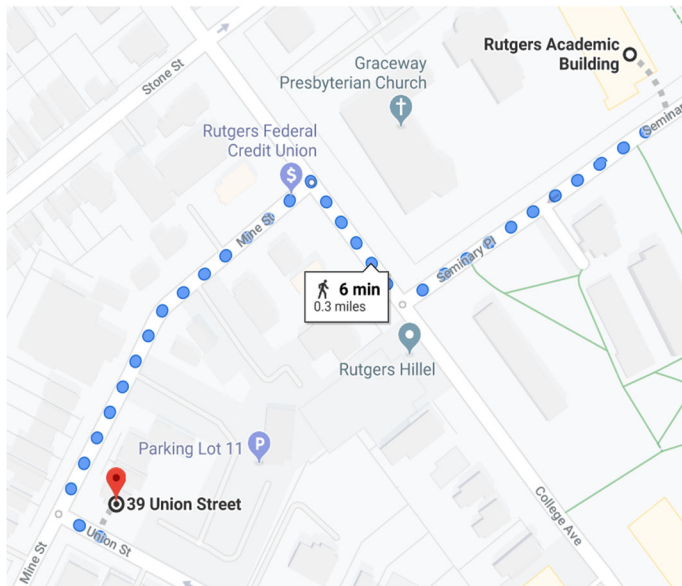 Rutgers Academic
Building
Graceway
Presbyterian Church
Stone St
Seminar
Rutgers Federal
Credit Union
$
Mine St
Seminary Pl
6 min
0.3 miles
Rutgers Hillel
Parking Lot 11
P
39 Union Street
College Ave
Union St
Mine St